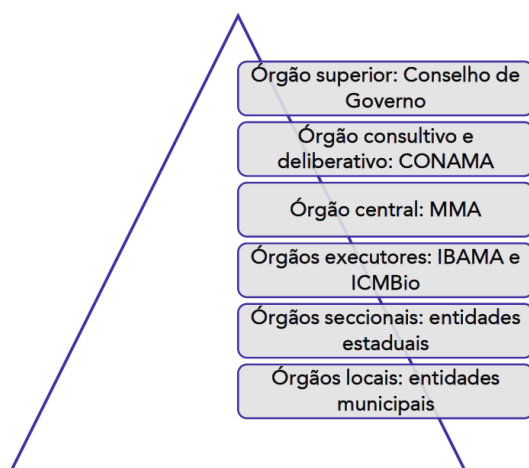 Órgão superior: Conselho de
Governo
Órgão consultivo e
deliberativo: CONAMA
Órgão central: MMA
Órgãos executores: IBAMA e
ICMBio
Órgãos seccionais: entidades
estaduais
Órgãos locais: entidades
municipais